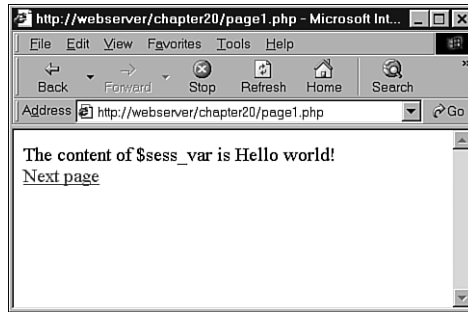 http://webserver/chapter20/page1.php - Microsoft Int...
File Edit View Favorites Tools Help
Back Forward Stop Refresh Home Search »
Address http://webserver/chapter20/page1.php Go
The content of $sess_var is Hello world!
Next page